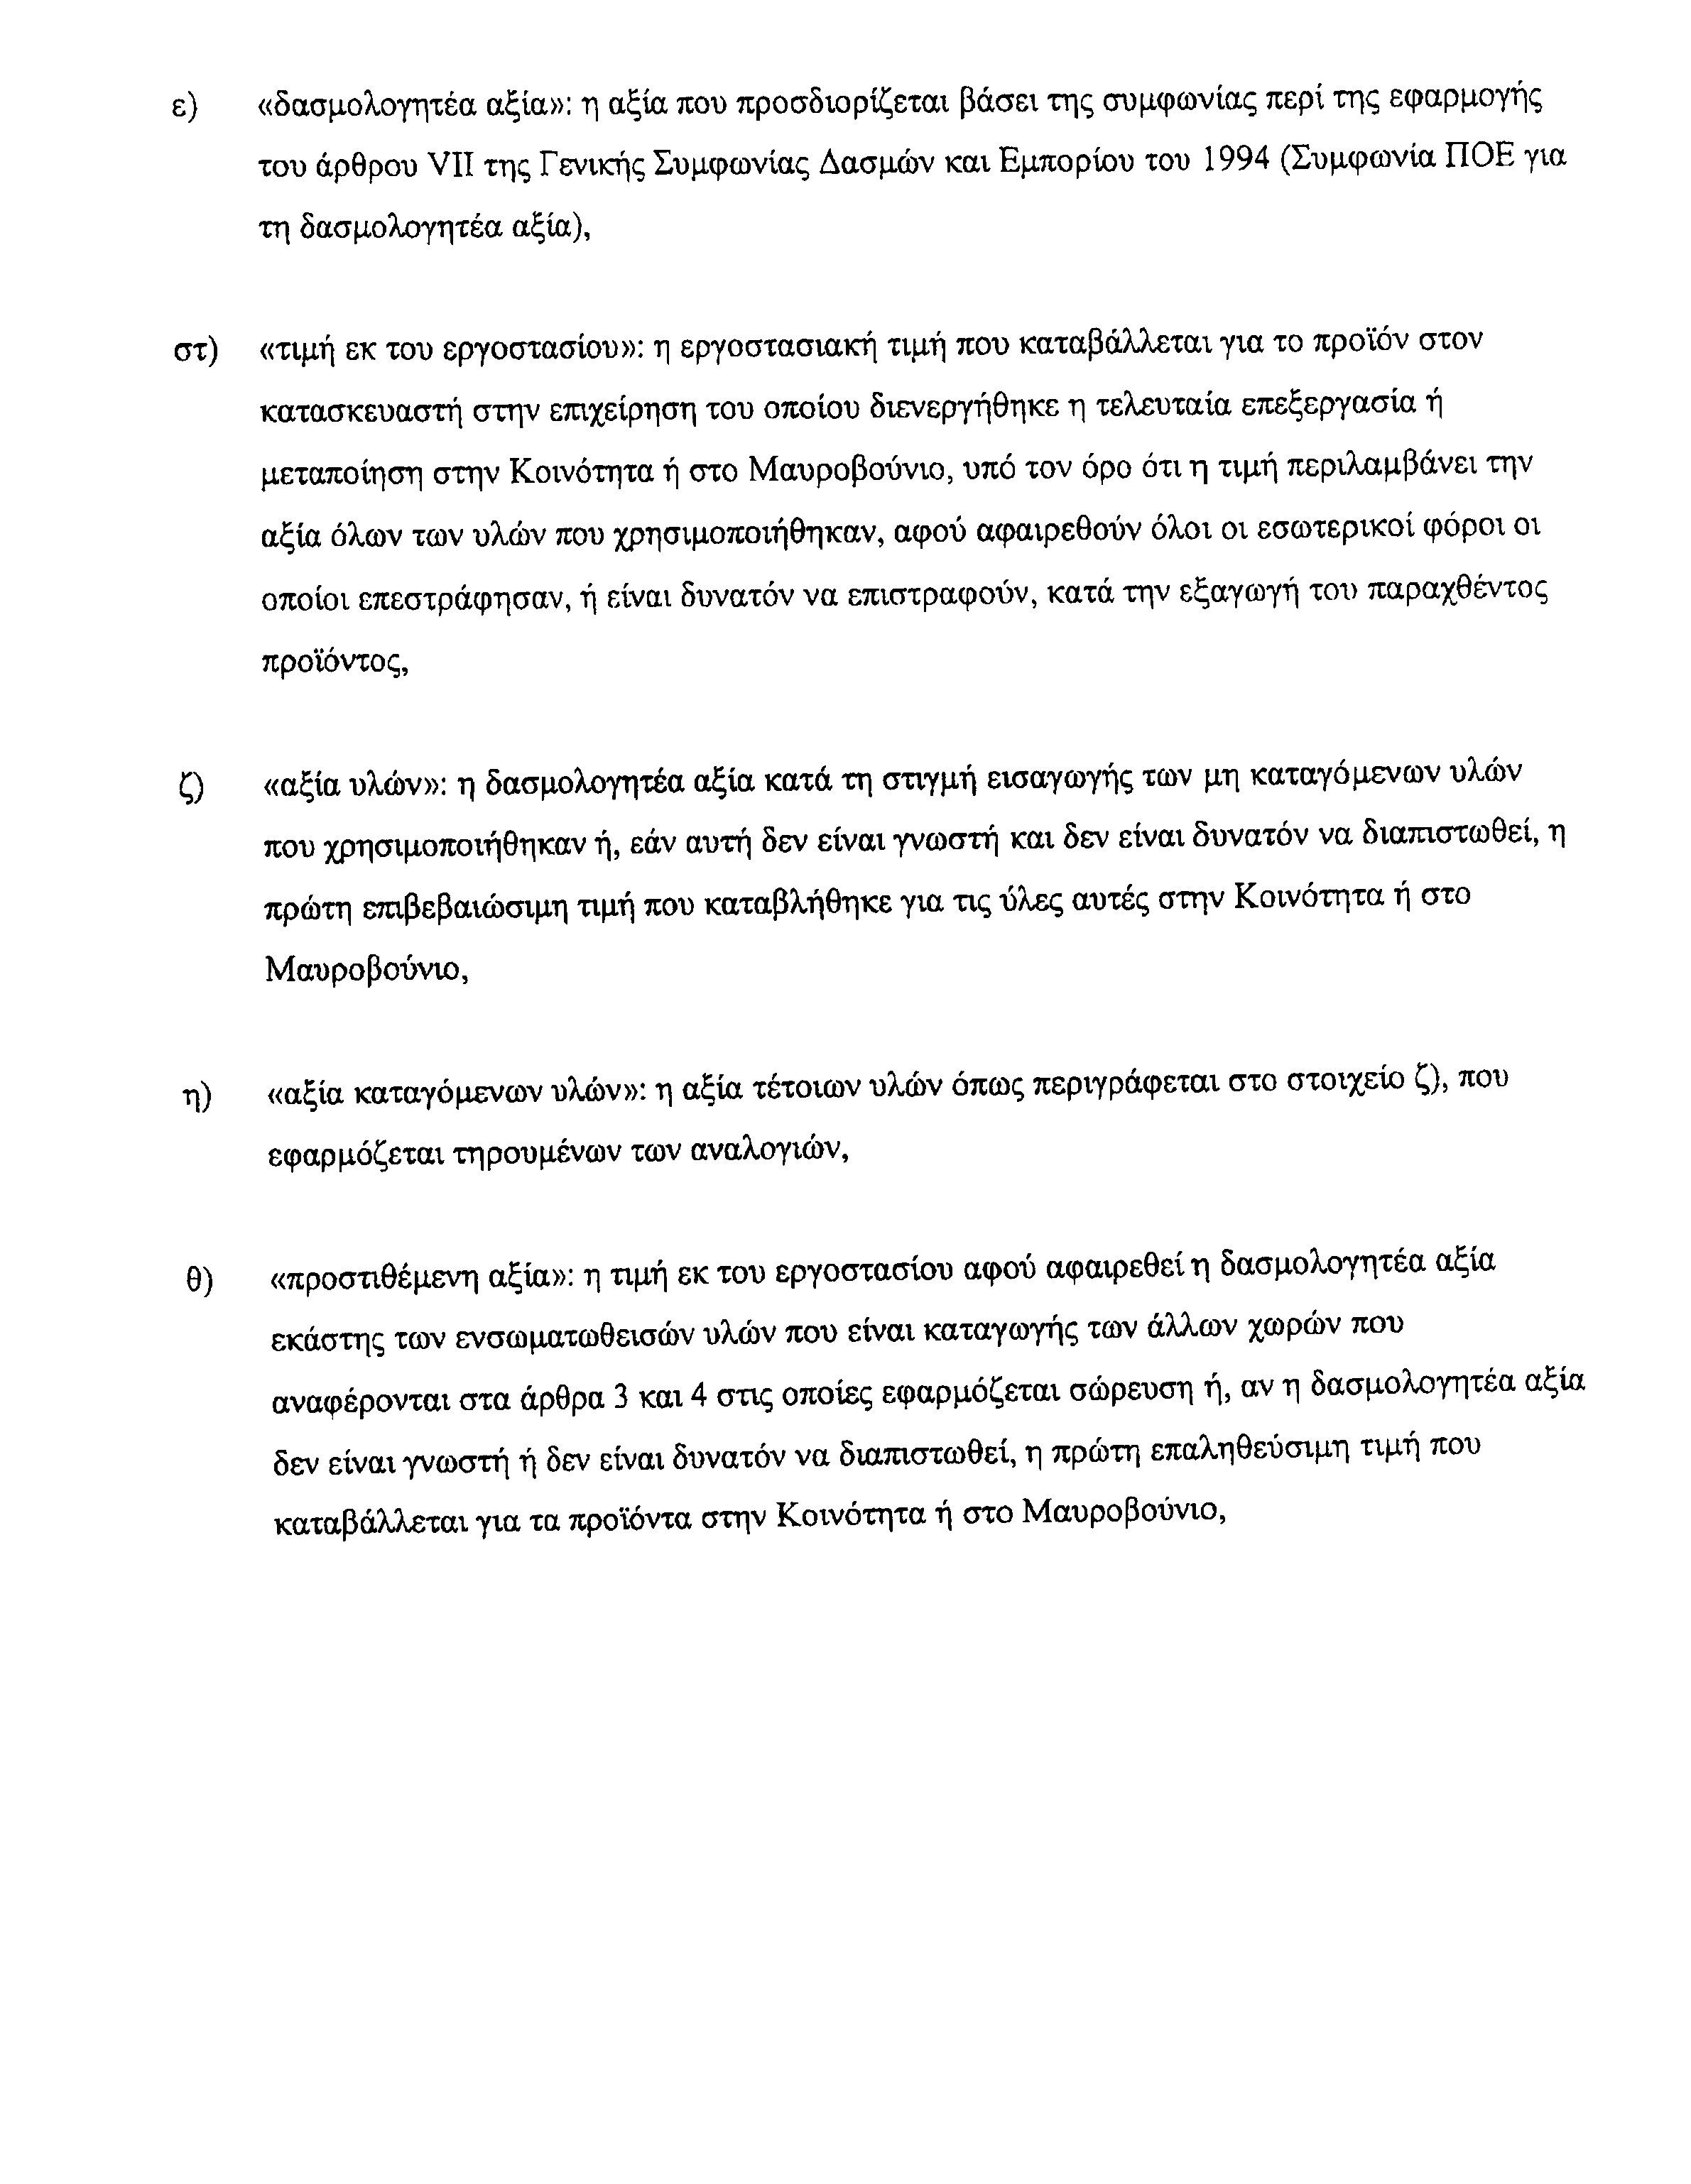 ε) «δασμολογητέα αξία»: η αξία που προσδιορίζεται βάσει της συμφωνίας περί της εφαρμογής
του άρθρου VII της Γενικής Συμφωνίας Δασμών και Εμπορίου του 1994 (Συμφωνία ΠΟΕ για
τη δασμολογητέα αξία),
στ) «τιμή εκ του εργοστασίου»: η εργοστασιακή τιμή που καταβάλλεται για το προϊόν στον
κατασκευαστή στην επιχείρηση του οποίου διενεργήθηκε η τελευταία επεξεργασία ή
μεταποίηση στην Κοινότητα ή στο Μαυροβούνιο, υπό τον όρο ότι η τιμή περιλαμβάνει την
αξία όλων των υλών που χρησιμοποιήθηκαν, αφού αφαιρεθούν όλοι οι εσωτερικοί φόροι οι
οποίοι επεστράφησαν, ή είναι δυνατόν να επιστραφούν, κατά την εξαγωγή του παραχθέντος
προϊόντος,
ζ) «αξία υλών»: η δασμολογητέα αξία κατά τη στιγμή εισαγωγής των μη καταγόμενων υλών
που χρησιμοποιήθηκαν ή, εάν αυτή δεν είναι γνωστή και δεν είναι δυνατόν να διαπιστωθεί, η
πρώτη επιβεβαιώσιμη τιμή που καταβλήθηκε για τις ύλες αυτές στην Κοινότητα ή στο
Μαυροβούνιο,
η) «αξία καταγόμενων υλών»: η αξία τέτοιων υλών όπως περιγράφεται στο στοιχείο ζ), που
εφαρμόζεται τηρουμένων των αναλογιών,
θ) «προστιθέμενη αξία»: η τιμή εκ του εργοστασίου αφού αφαιρεθεί η δασμολογητέα αξία
εκάστης των ενσωματωθεισών υλών που είναι καταγωγής των άλλων χωρών που
αναφέρονται στα άρθρα 3 και 4 στις οποίες εφαρμόζεται σώρευση ή, αν η δασμολογητέα αξία
δεν είναι γνωστή ή δεν είναι δυνατόν να διαπιστωθεί, η πρώτη επαληθεύσιμη τιμή που
καταβάλλεται για τα προϊόντα στην Κοινότητα ή στο Μαυροβούνιο,